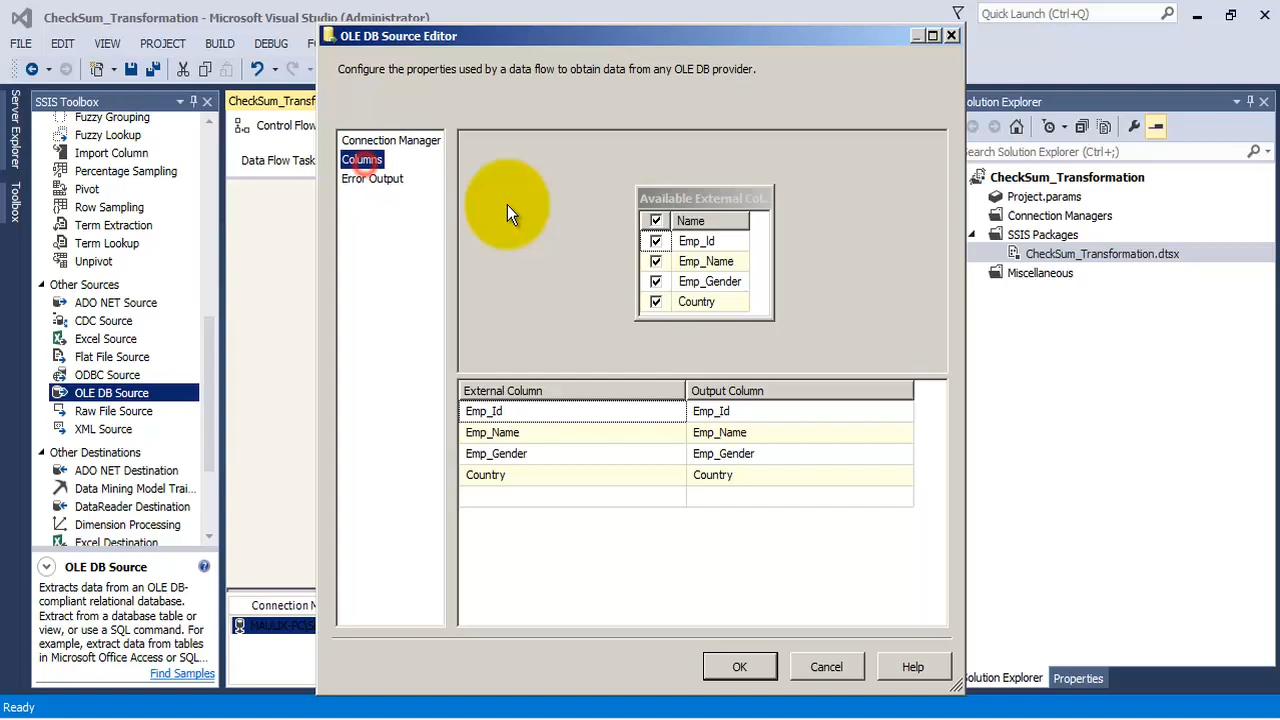 CheckSum_Transformation - Microsoft Visual Studio (Administrator)
Quick Launch (Ctrl+Q)
FILE EDIT VIEW PROJECT BUILD DEBUG
OLE DB Source Editor
Configure the properties used by a data flow to obtain data from any OLE DB provider.
Server Explorer
Toolbox
SSIS Toolbox
Fuzzy Grouping
Fuzzy Lookup
Import Column
Percentage Sampling
Pivot
Row Sampling
Term Extraction
Term Lookup
Unpivot
Other Sources
ADO NET Source
CDC Source
Excel Source
Flat File Source
ODBC Source
OLE DB Source
Raw File Source
XML Source
Other Destinations
ADO NET Destination
Data Mining Model Trai...
DataReader Destination
Dimension Processing
Excel Destination
OLE DB Source
Extracts data from an OLE DB-
compliant relational database.
Extract from a database table or
view, or use a SQL command. For
example, extract data from tables
in Microsoft Office Access or SQL...
Find Samples
CheckSum_Transf
Control Flow
Data Flow Task
Connection M
MAULIX-PC\S
Connection Manager
Columns
Error Output
Available External Col...
Name
Emp_Id
Emp_Name
Emp_Gender
Country
External Column Output Column
Emp_Id Emp_Id
Emp_Name Emp_Name
Emp_Gender Emp_Gender
Country Country
OK Cancel Help
olution Explorer
earch Solution Explorer (Ctrl+;)
CheckSum_Transformation
Project.params
Connection Managers
SSIS Packages
CheckSum_Transformation.dtsx
Miscellaneous
olution Explorer Properties
Ready